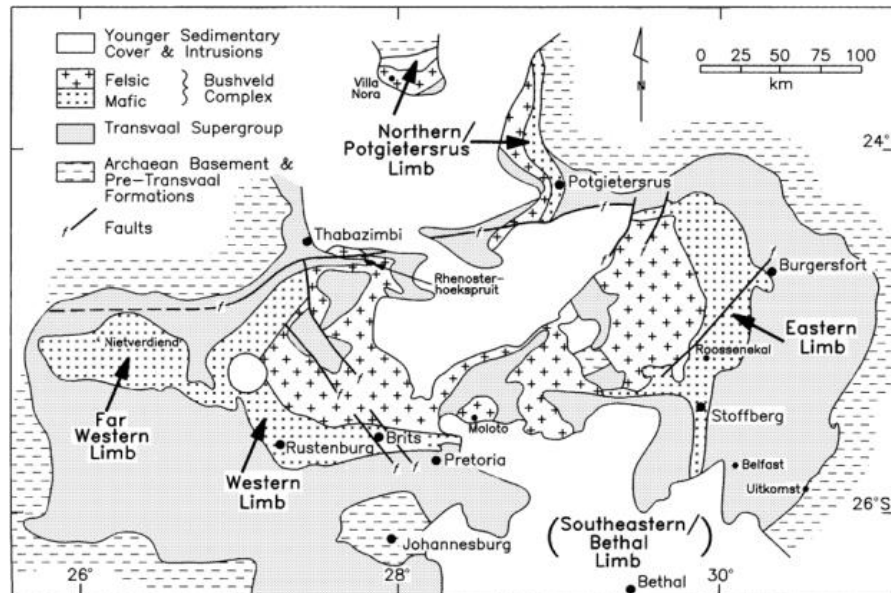 Younger Sedimentary
Cover & Intrusions
Felsic
Mafic
Bushveld
Complex
Transvaal Supergroup
Archaean Basement &
Pre-Transvaal
Formations
f Faults
Villa
Nora
N
0 25 50 75 100
km
Northern/
Potgietersrus
Limb
24°
Potgietersrus
Thabazimbi
Rhenoster-
hoekspruit
f
f
f
f
f
f
f
Burgersfort
Eastern
Limb
Nietverdiend
Roossenekal
Far
Western
Limb
Stoffberg
Moloto
Brits
Rustenburg
Western
Limb
Pretoria
Belfast
Uitkomst
26°S
Johannesburg
(Southeastern/
Bethal
Limb)
26°
28°
30°
Bethal